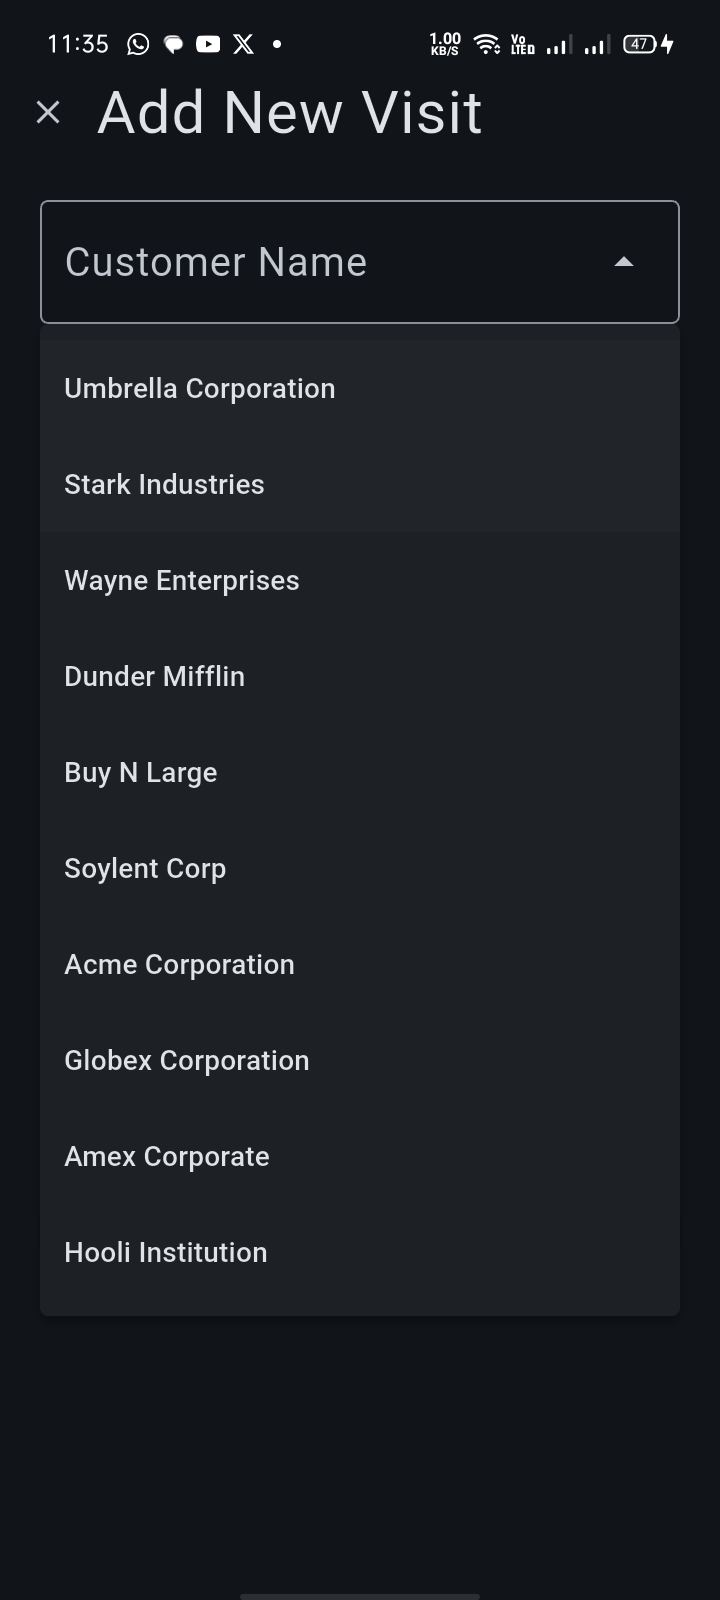 11:35 1.00 KB/S Vo LTED 47
Add New Visit
Customer Name
Umbrella Corporation
Stark Industries
Wayne Enterprises
Dunder Mifflin
Buy N Large
Soylent Corp
Acme Corporation
Globex Corporation
Amex Corporate
Hooli Institution